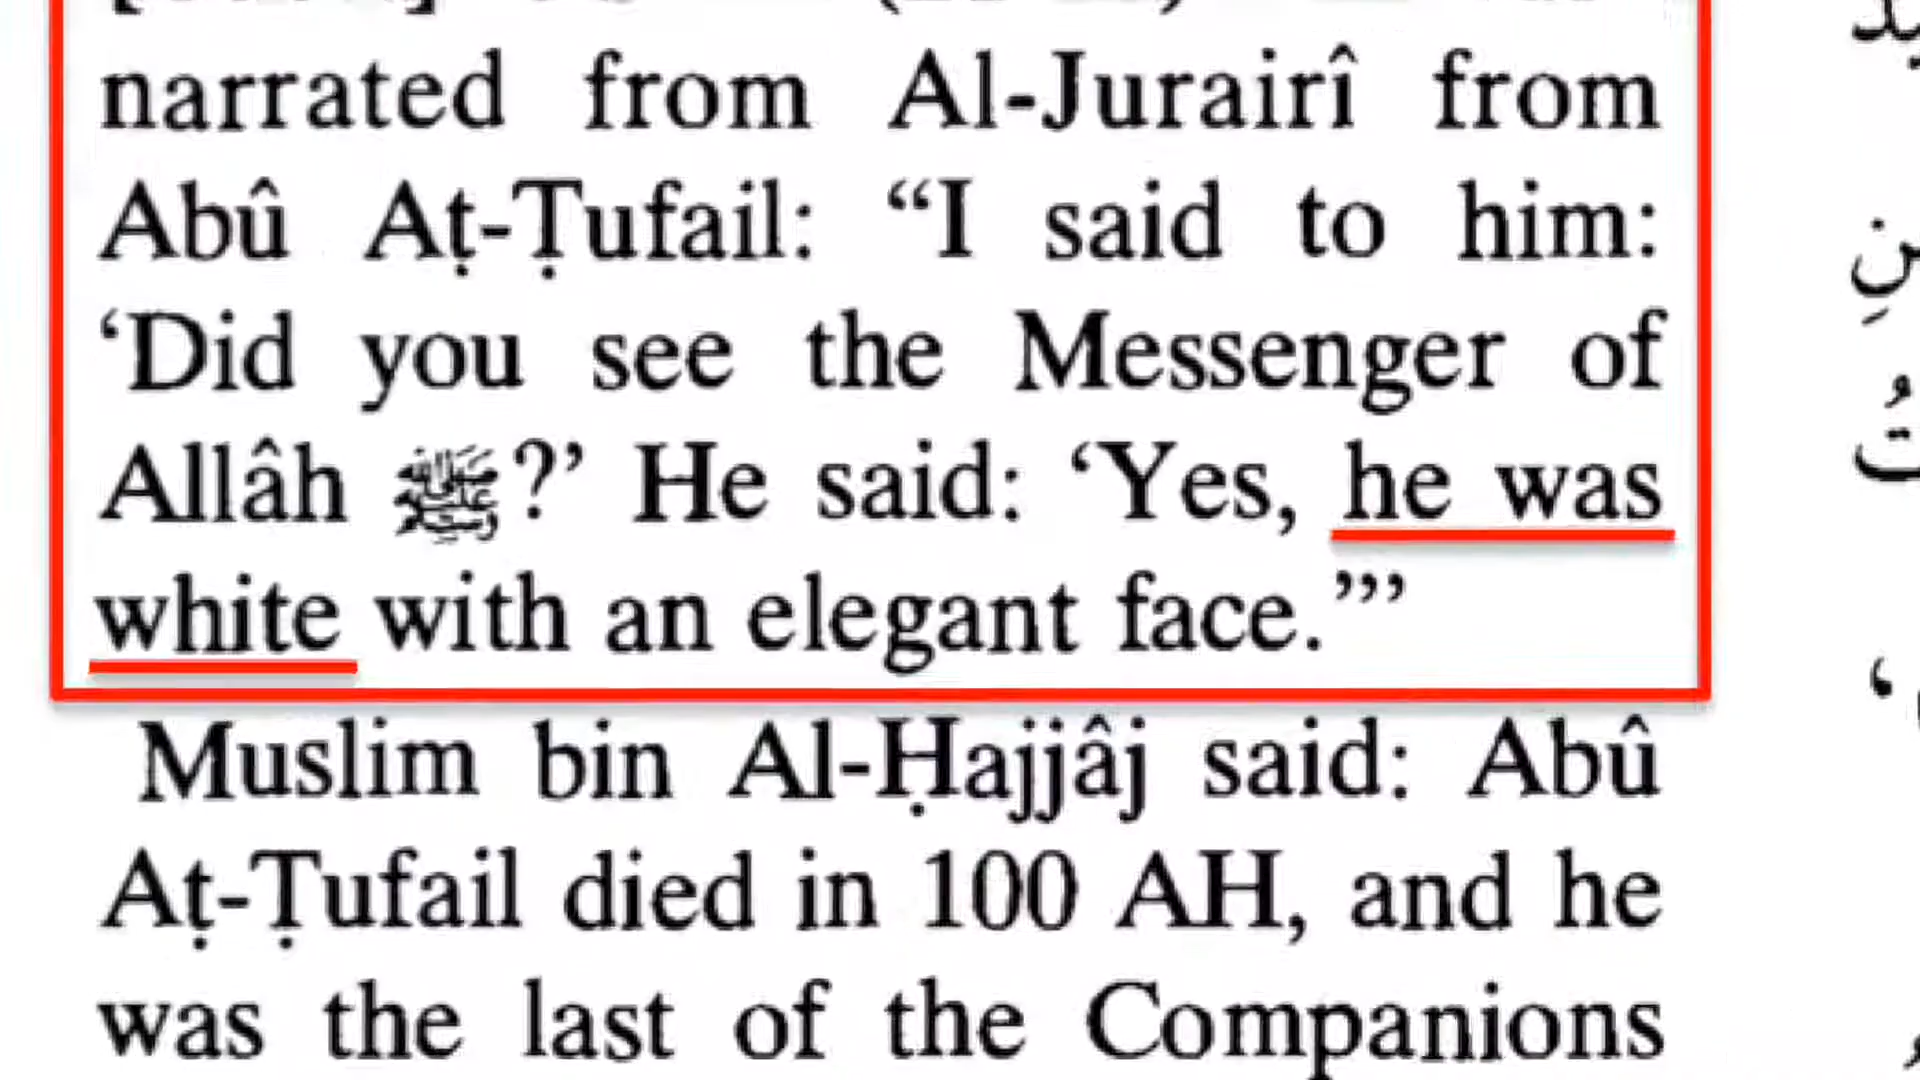 narrated from Al-Jurairî from
Abû Aṭ-Ṭufail: “I said to him:
‘Did you see the Messenger of
Allâh ﷺ?’ He said: ‘Yes, he was
white with an elegant face.’”
Muslim bin Al-Ḥajjâj said: Abû
Aṭ-Ṭufail died in 100 AH, and he
was the last of the Companions